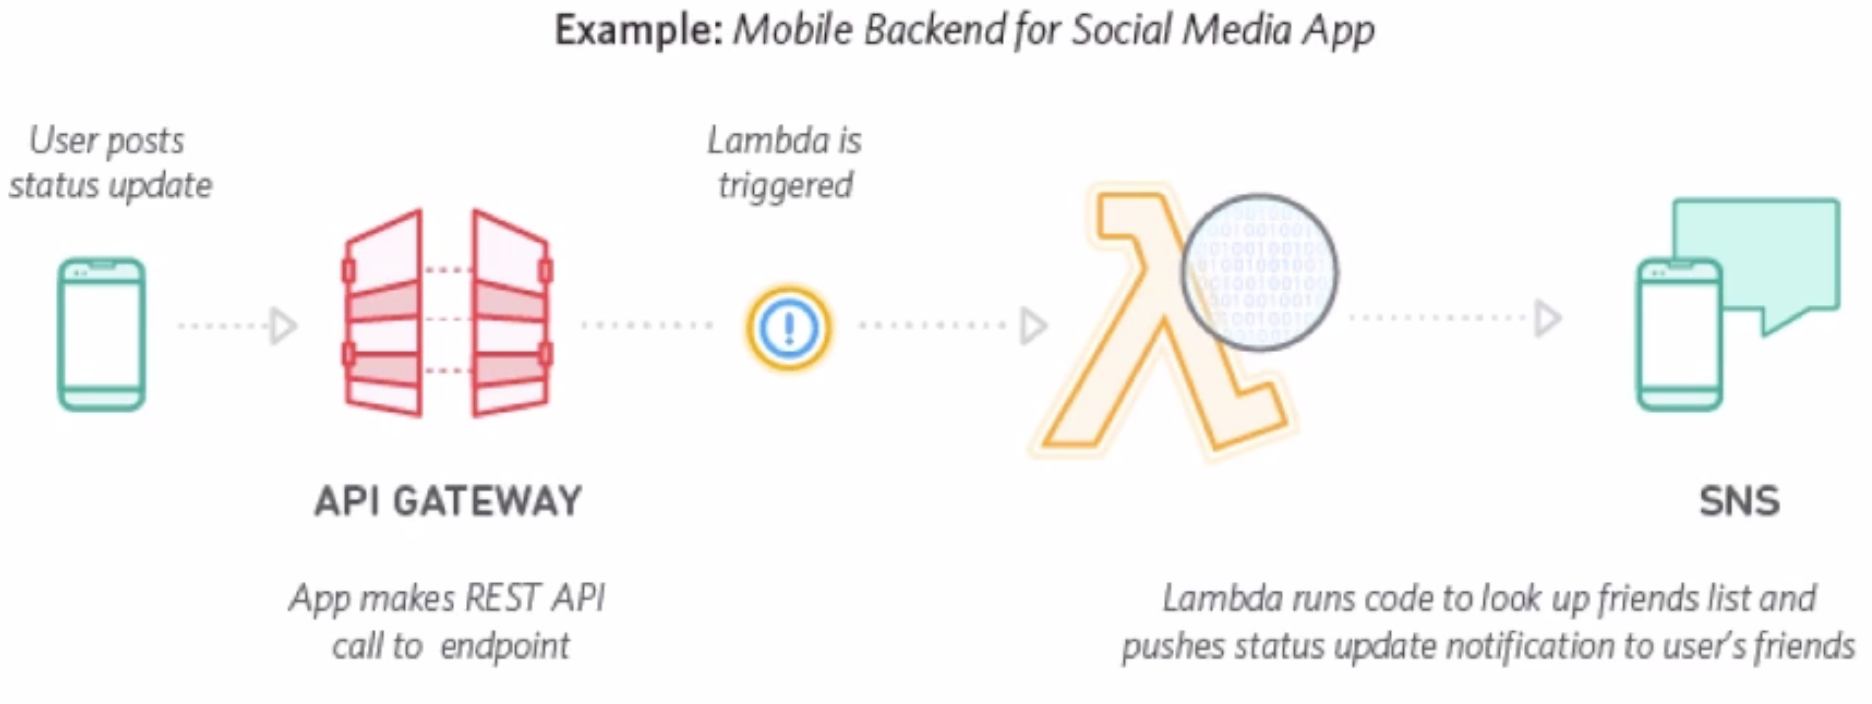 Example: Mobile Backend for Social Media App
User posts
status update
Lambda is
triggered
API GATEWAY
SNS
App makes REST API
call to endpoint
Lambda runs code to look up friends list and
pushes status update notification to user's friends